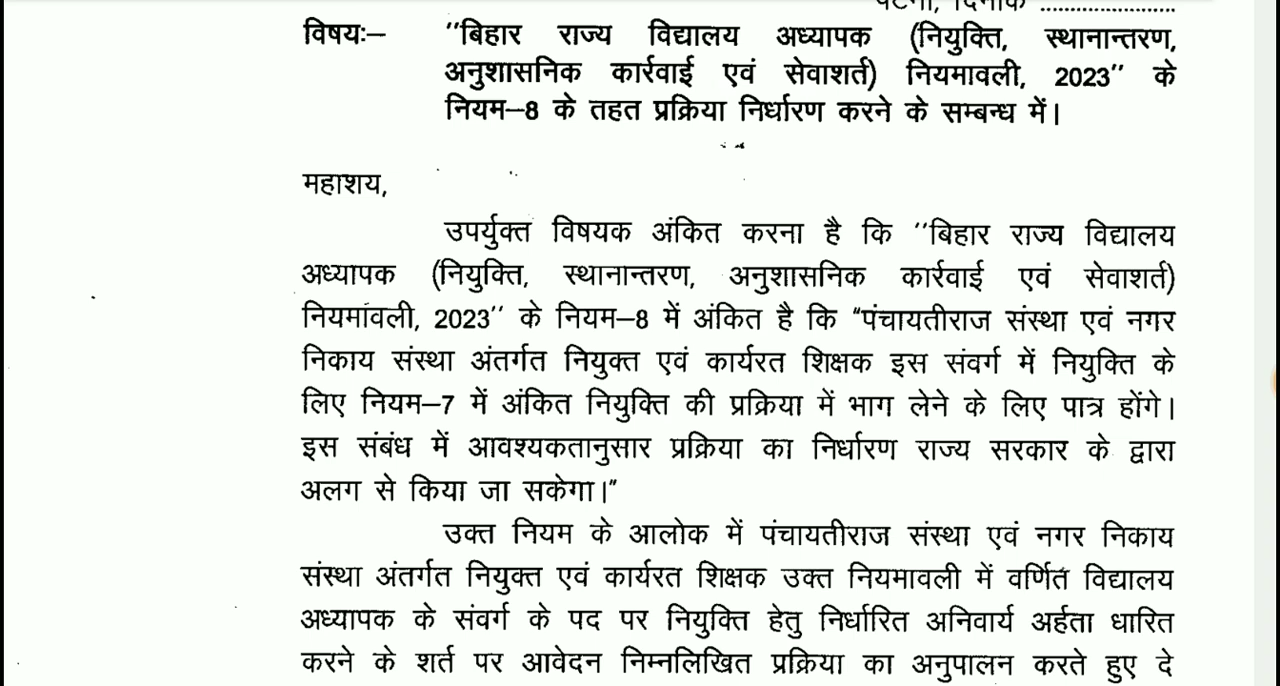 पटना, दिनांक ........................
विषयः– ''बिहार राज्य विद्यालय अध्यापक (नियुक्ति, स्थानान्तरण,
अनुशासनिक कार्रवाई एवं सेवाशर्त) नियमावली, 2023'' के
नियम–8 के तहत प्रक्रिया निर्धारण करने के सम्बन्ध में।
महाशय,
उपर्युक्त विषयक अंकित करना है कि ''बिहार राज्य विद्यालय
अध्यापक (नियुक्ति, स्थानान्तरण, अनुशासनिक कार्रवाई एवं सेवाशर्त)
नियमावली, 2023'' के नियम–8 में अंकित है कि "पंचायतीराज संस्था एवं नगर
निकाय संस्था अंतर्गत नियुक्त एवं कार्यरत शिक्षक इस संवर्ग में नियुक्ति के
लिए नियम–7 में अंकित नियुक्ति की प्रक्रिया में भाग लेने के लिए पात्र होंगे।
इस संबंध में आवश्यकतानुसार प्रक्रिया का निर्धारण राज्य सरकार के द्वारा
अलग से किया जा सकेगा।"
उक्त नियम के आलोक में पंचायतीराज संस्था एवं नगर निकाय
संस्था अंतर्गत नियुक्त एवं कार्यरत शिक्षक उक्त नियमावली में वर्णित विद्यालय
अध्यापक के संवर्ग के पद पर नियुक्ति हेतु निर्धारित अनिवार्य अर्हता धारित
करने के शर्त पर आवेदन निम्नलिखित प्रक्रिया का अनुपालन करते हुए दे